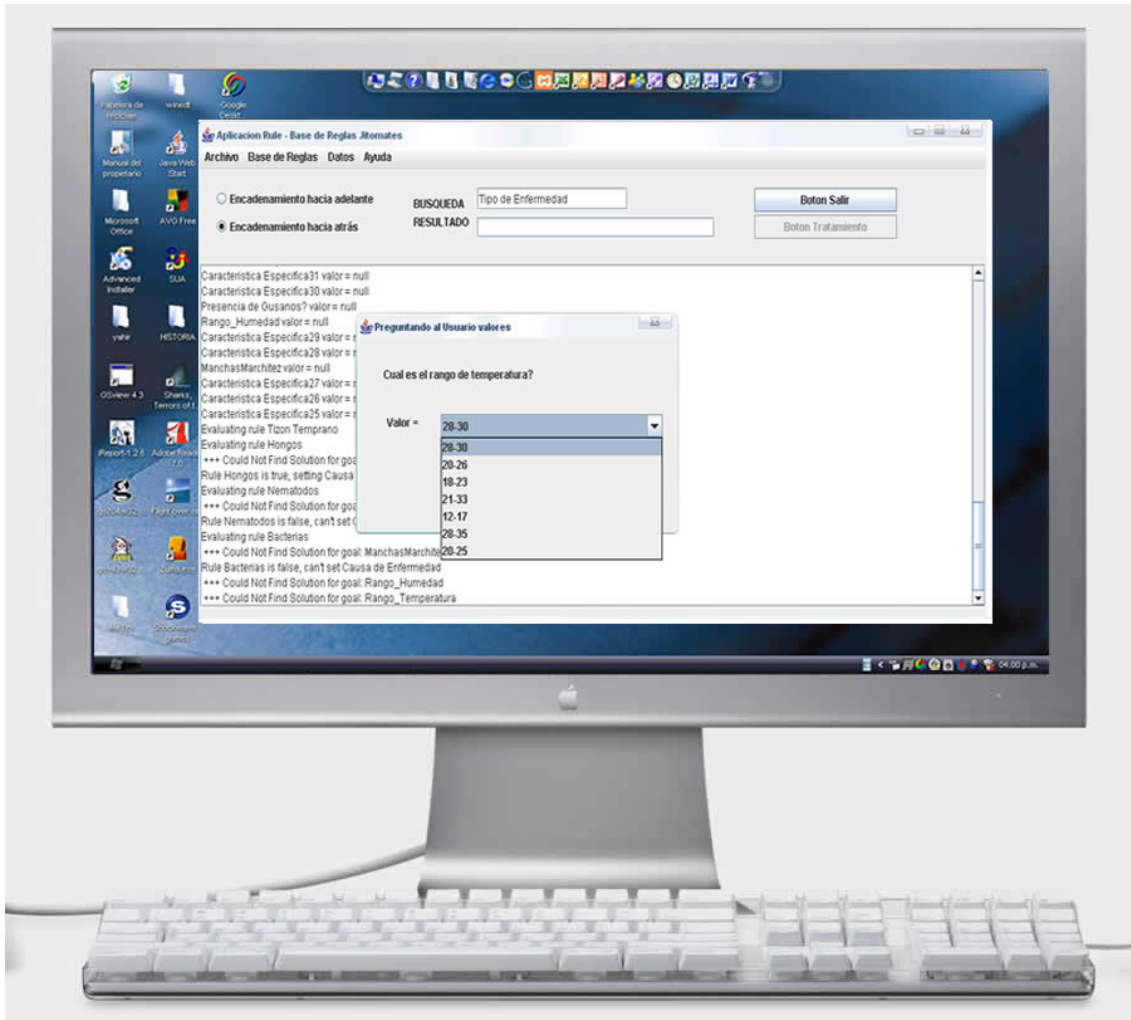 Papelera de
reciclaje
winedt
Google
Manual del
propietario
Java Web
Start
Microsoft
Office
AVG Free
Advanced
Installer
SUA
yahir
HISTORIA
GSview 4.3
Sharks,
Terrors of
iReport-1.2.6
Adobe Reader
7.0
Aplicacion Rule - Base de Reglas Jitomates
Archivo Base de Reglas Datos Ayuda
Encadenamiento hacia adelante
Encadenamiento hacia atrás
BUSQUEDA Tipo de Enfermedad
RESULTADO
Boton Salir
Boton Tratamiento
Caracteristica Especifica31 valor = null
Caracteristica Especifica30 valor = null
Presencia de Gusanos? valor = null
Rango_Humedad valor = null
Caracteristica Especifica29 valor =
Caracteristica Especifica28 valor =
ManchasMarchitez valor = null
Caracteristica Especifica27 valor =
Caracteristica Especifica26 valor =
Caracteristica Especifica25 valor =
Evaluating rule Tizon Temprano
Evaluating rule Hongos
+++ Could Not Find Solution for goa
Rule Hongos is true, setting Causa
Evaluating rule Nematodos
+++ Could Not Find Solution for goa
Rule Nematodos is false, can't set C
Evaluating rule Bacterias
+++ Could Not Find Solution for goal: ManchasMarchite
Rule Bacterias is false, can't set Causa de Enfermedad
+++ Could Not Find Solution for goal: Rango_Humedad
+++ Could Not Find Solution for goal: Rango_Temperatura
Preguntando al Usuario valores
Cual es el rango de temperatura?
Valor = 28-30
28-30
20-26
18-23
21-33
12-17
28-35
20-25
04:00 p.m.